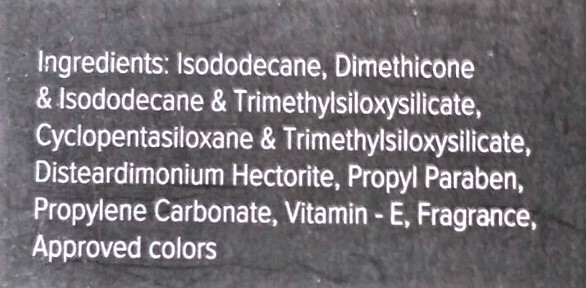 Ingredients: Isododecane, Dimethicone
& Isododecane & Trimethylsiloxysilicate,
Cyclopentasiloxane & Trimethylsiloxysilicate,
Disteardimonium Hectorite, Propyl Paraben,
Propylene Carbonate, Vitamin - E, Fragrance,
Approved colors